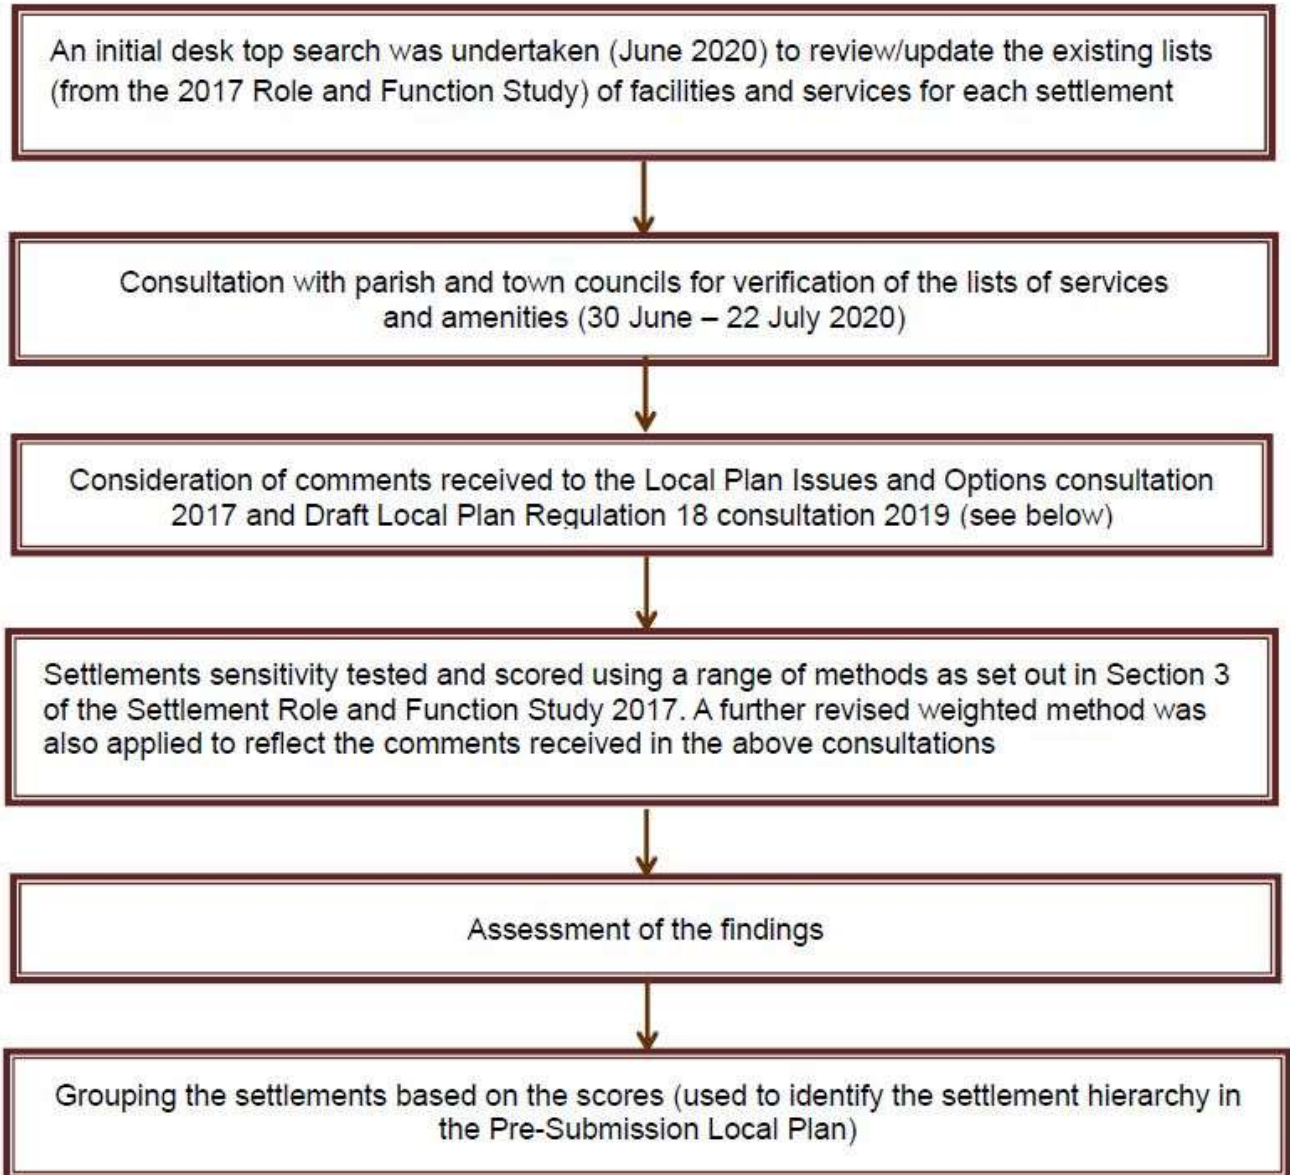 An initial desk top search was undertaken (June 2020) to review/update the existing lists
(from the 2017 Role and Function Study) of facilities and services for each settlement
Consultation with parish and town councils for verification of the lists of services
and amenities (30 June – 22 July 2020)
Consideration of comments received to the Local Plan Issues and Options consultation
2017 and Draft Local Plan Regulation 18 consultation 2019 (see below)
Settlements sensitivity tested and scored using a range of methods as set out in Section 3
of the Settlement Role and Function Study 2017. A further revised weighted method was
also applied to reflect the comments received in the above consultations
Assessment of the findings
Grouping the settlements based on the scores (used to identify the settlement hierarchy in
the Pre-Submission Local Plan)